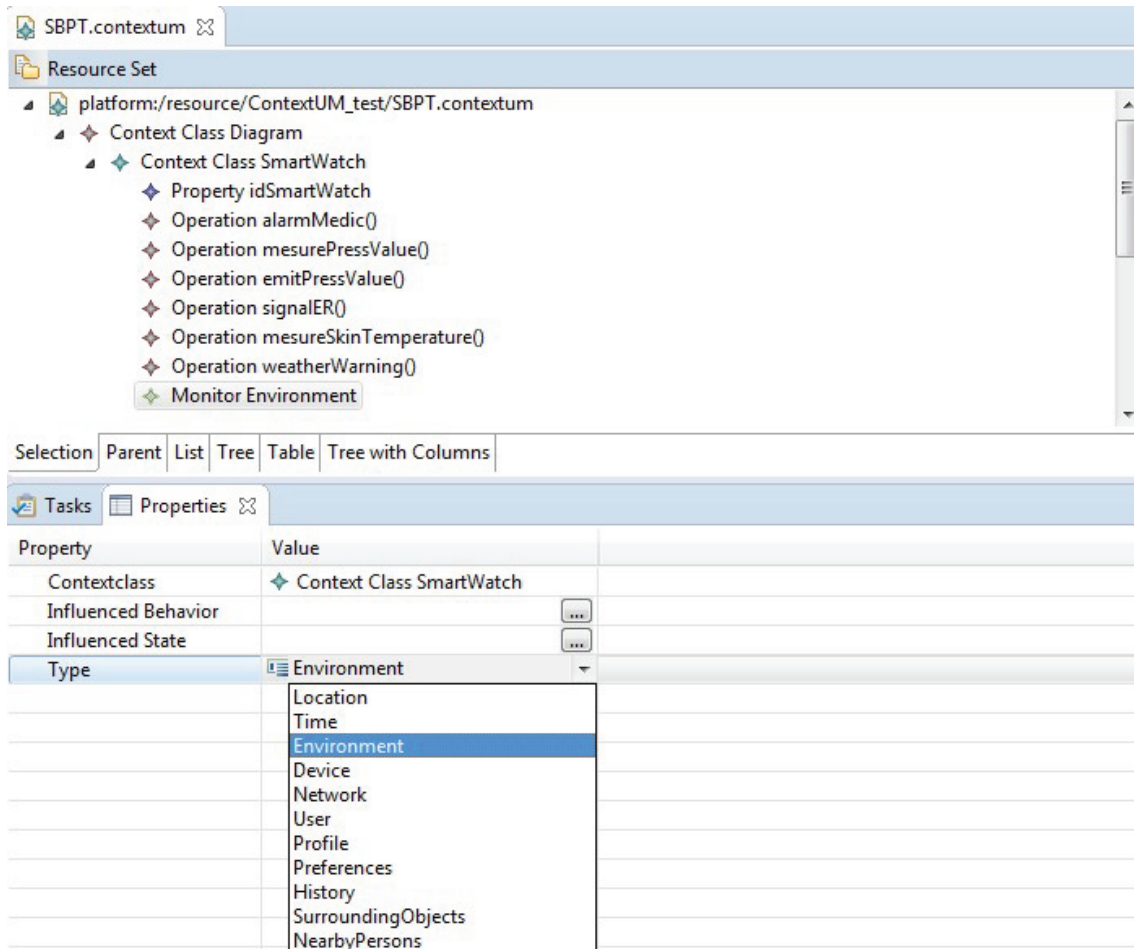 SBPT.contextum
Resource Set
platform:/resource/ContextUM_test/SBPT.contextum
Context Class Diagram
Context Class SmartWatch
Property idSmartWatch
Operation alarmMedic()
Operation mesurePressValue()
Operation emitPressValue()
Operation signalER()
Operation mesureSkinTemperature()
Operation weatherWarning()
Monitor Environment
Selection Parent List Tree Table Tree with Columns
Tasks Properties
Property Value
Contextclass Context Class SmartWatch
Influenced Behavior ...
Influenced State ...
Type Environment
Location
Time
Environment
Device
Network
User
Profile
Preferences
History
SurroundingObjects
NearbyPersons